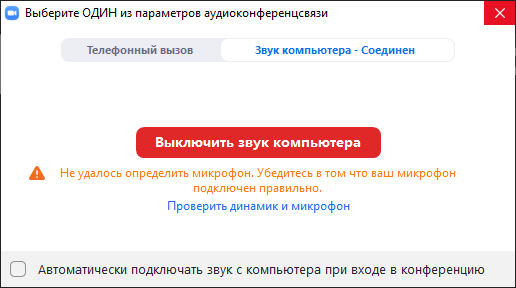 Выберите ОДИН из параметров аудиоконференцсвязи
Телефонный вызов
Звук компьютера - Соединен
Выключить звук компьютера
Не удалось определить микрофон. Убедитесь в том что ваш микрофон
подключен правильно.
Проверить динамик и микрофон
Автоматически подключать звук с компьютера при входе в конференцию